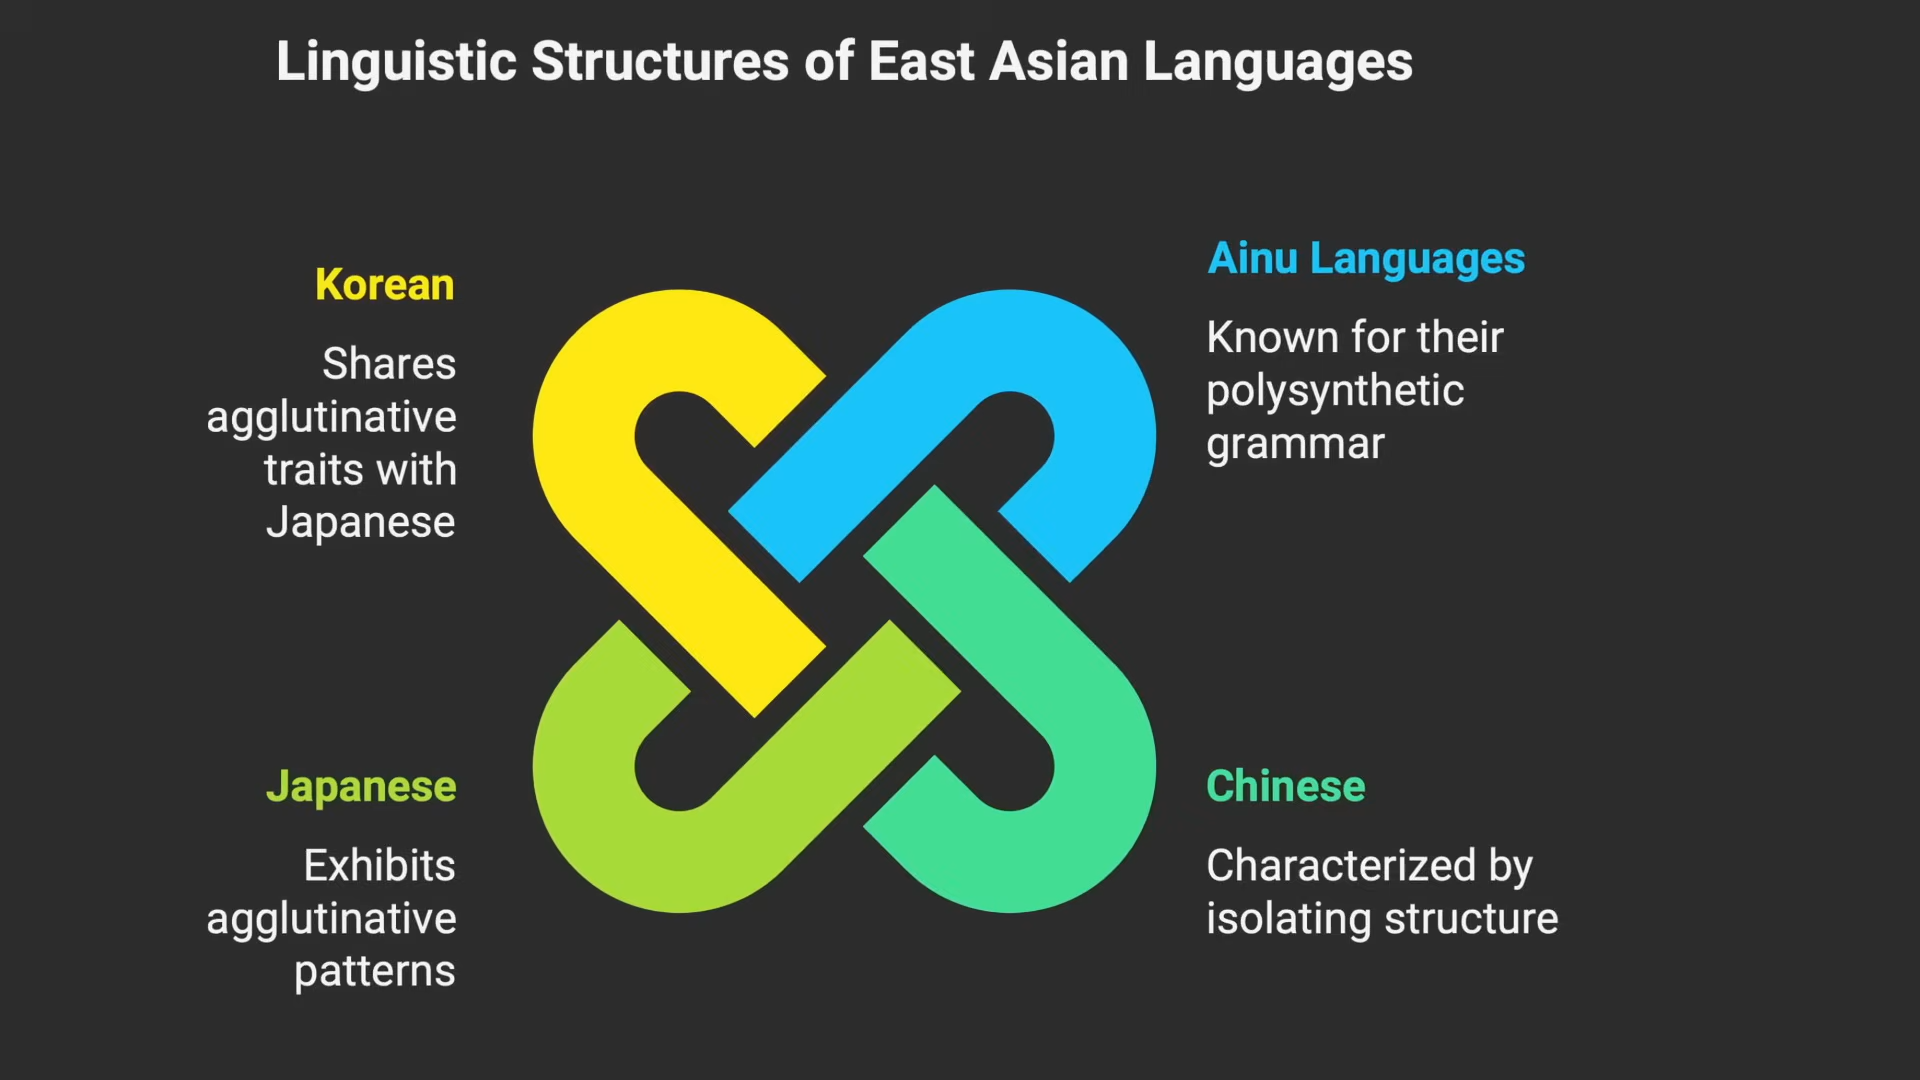 Linguistic Structures of East Asian Languages
Korean
Shares
agglutinative
traits with
Japanese
Ainu Languages
Known for their
polysynthetic
grammar
Japanese
Exhibits
agglutinative
patterns
Chinese
Characterized by
isolating structure